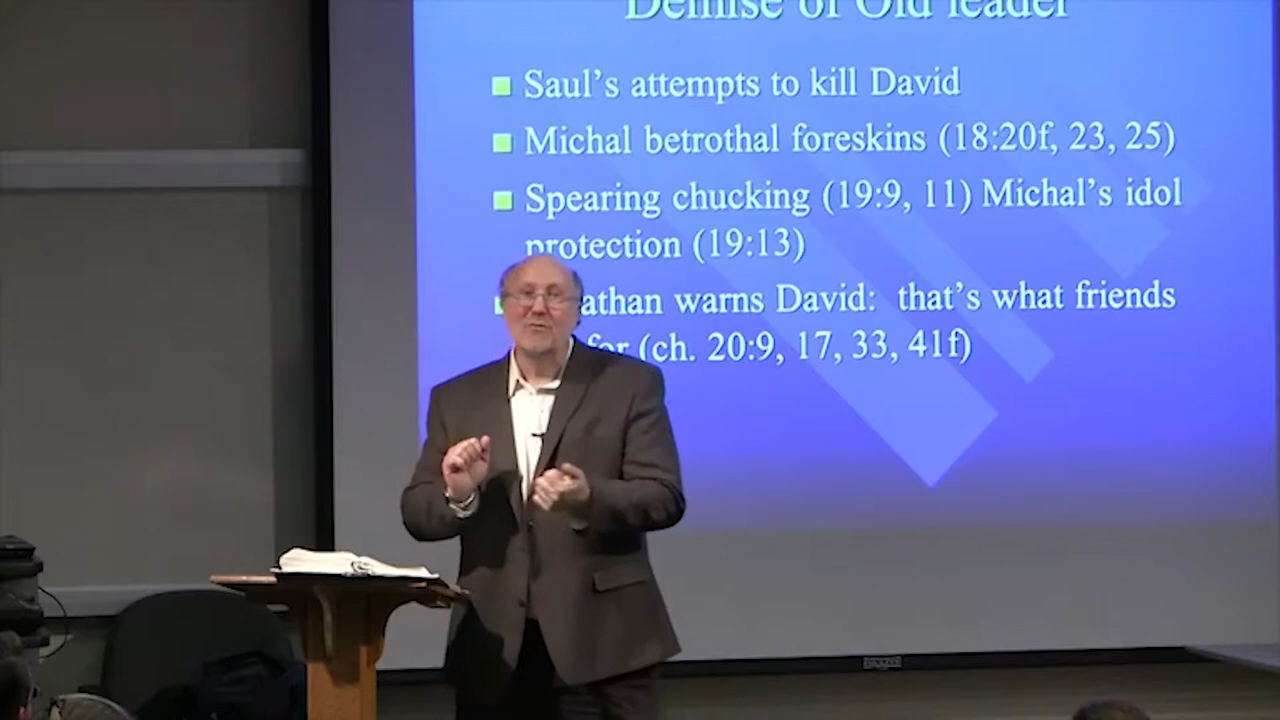 Demise of Old leader
Saul's attempts to kill David
Michal betrothal foreskins (18:20f, 23, 25)
Spearing chucking (19:9, 11) Michal's idol
protection (19:13)
athan warns David:  that's what friends
for (ch. 20:9, 17, 33, 41f)